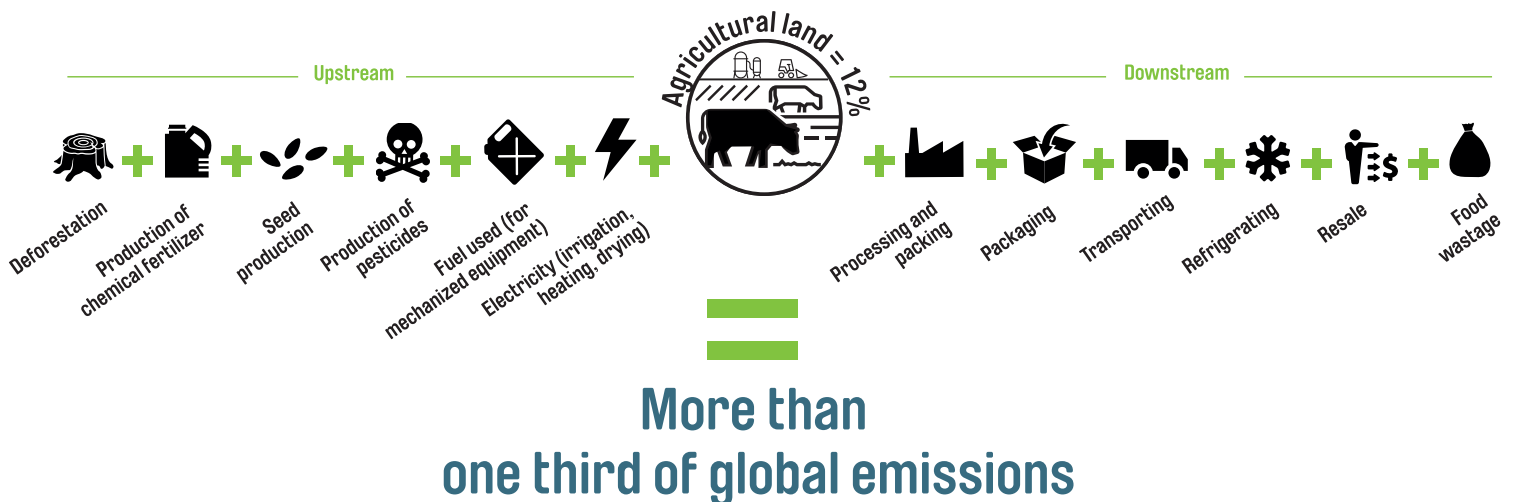 Upstream
Agricultural land = 12%
Downstream
Deforestation
Production of
chemical fertilizer
Seed
production
Production of
pesticides
Fuel used (for
mechanized equipment)
Electricity (irrigation,
heating, drying)
Processing and
packing
Packaging
Transporting
Refrigerating
Resale
Food
wastage
More than
one third of global emissions